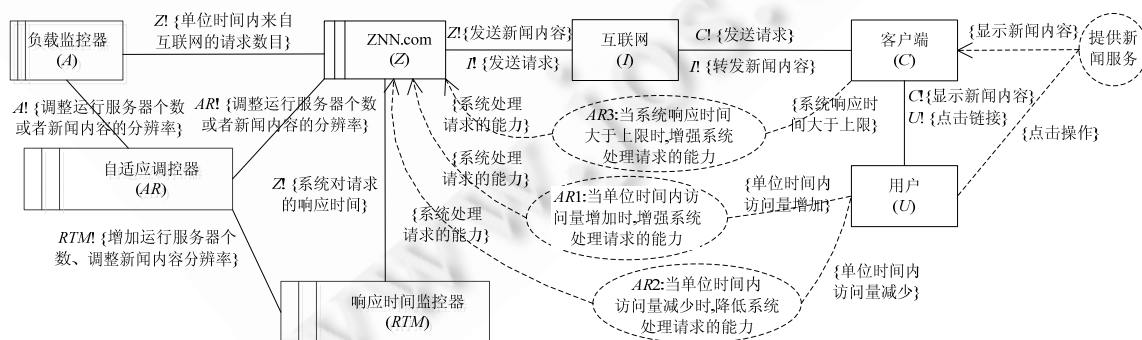 负载监控器
(A)
Z! {单位时间内来自
互联网的请求数目}
ZNN.com
(Z)
Z! {发送新闻内容}
I! {发送请求}
互联网
(I)
C! {发送请求}
I! {转发新闻内容}
客户端
(C)
{显示新闻内容}
提供新
闻服务
A! {调整运行服务器个数
或者新闻内容的分辨率}
AR! {调整运行服务器个数
或者新闻内容的分辨率}
{系统处理
请求的能力}
AR3:当系统响应时间
大于上限时,增强系统
处理请求的能力
{系统响应时
间大于上限}
C!{显示新闻内容}
U! {点击链接}
{点击操作}
自适应调控器
(AR)
Z! {系统对请求
的响应时间}
{系统处理
请求的能力}
AR1:当单位时间内访
问量增加时,增强系统
处理请求的能力
{单位时间内
访问量增加}
用户
(U)
{系统处理
请求的能力}
RTM! {增加运行服务器个
数、调整新闻内容分辨率}
AR2:当单位时间内
访问量减少时,降低系统
处理请求的能力
{单位时间内
访问量减少}
响应时间监控器
(RTM)